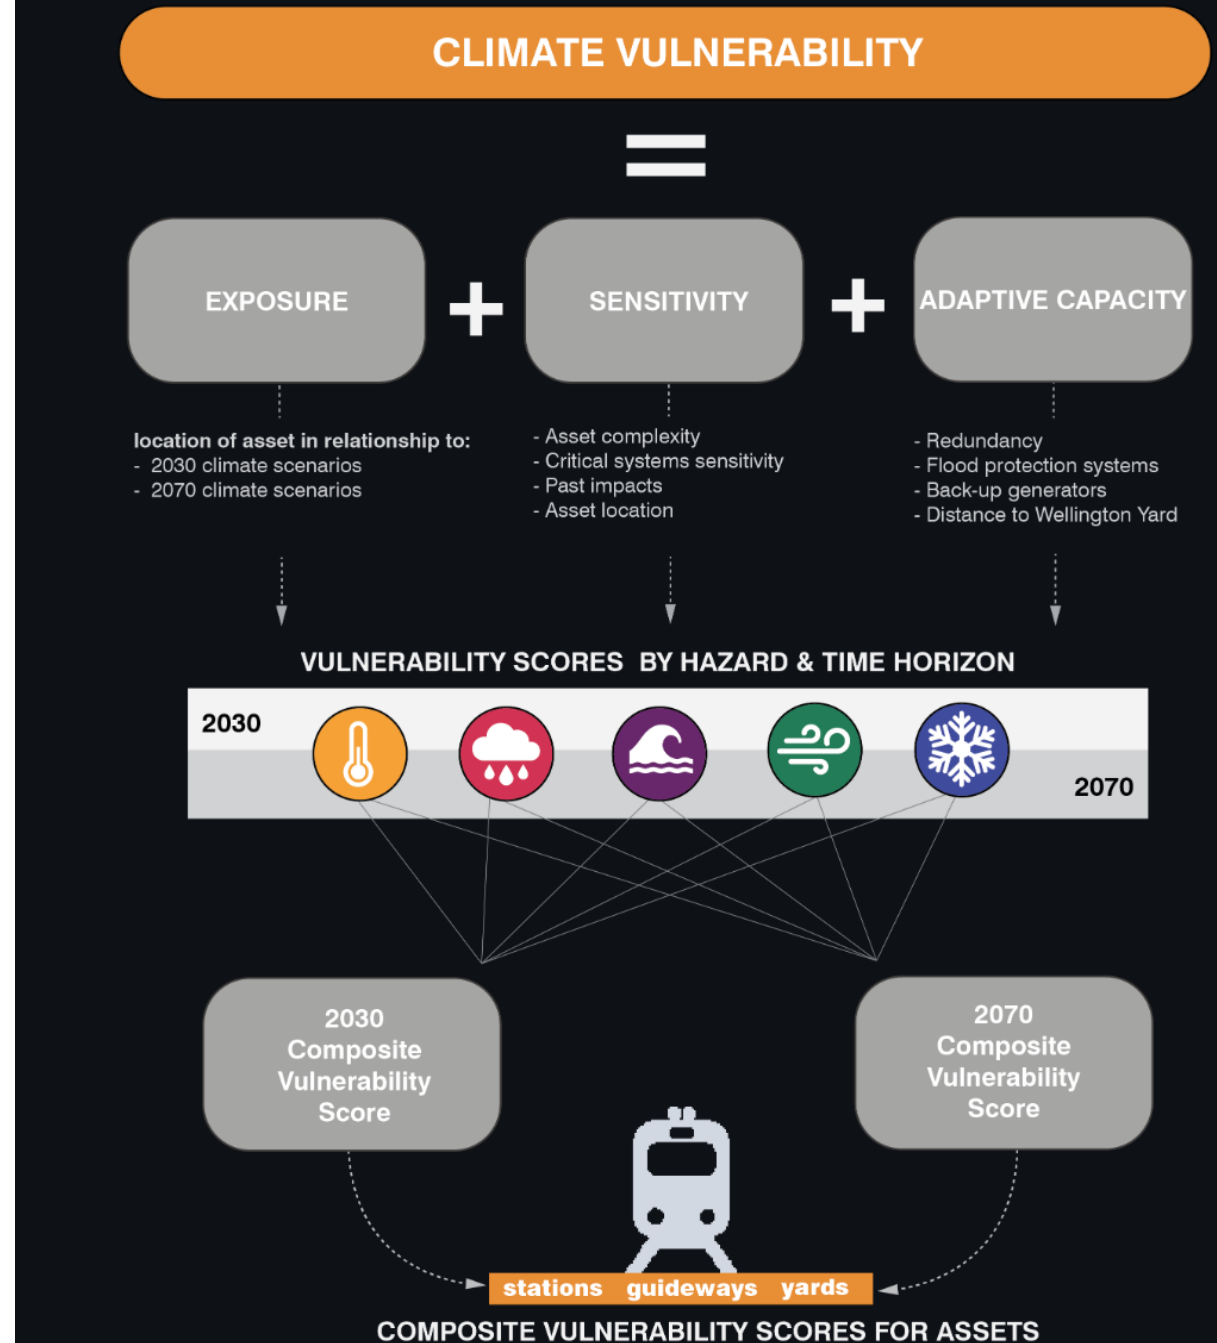 CLIMATE VULNERABILITY
=
EXPOSURE + SENSITIVITY + ADAPTIVE CAPACITY
location of asset in relationship to:
- 2030 climate scenarios
- 2070 climate scenarios
- Asset complexity
- Critical systems sensitivity
- Past impacts
- Asset location
- Redundancy
- Flood protection systems
- Back-up generators
- Distance to Wellington Yard
VULNERABILITY SCORES BY HAZARD & TIME HORIZON
2030
2070
2030
Composite
Vulnerability
Score
2070
Composite
Vulnerability
Score
stations guideways yards
COMPOSITE VULNERABILITY SCORES FOR ASSETS